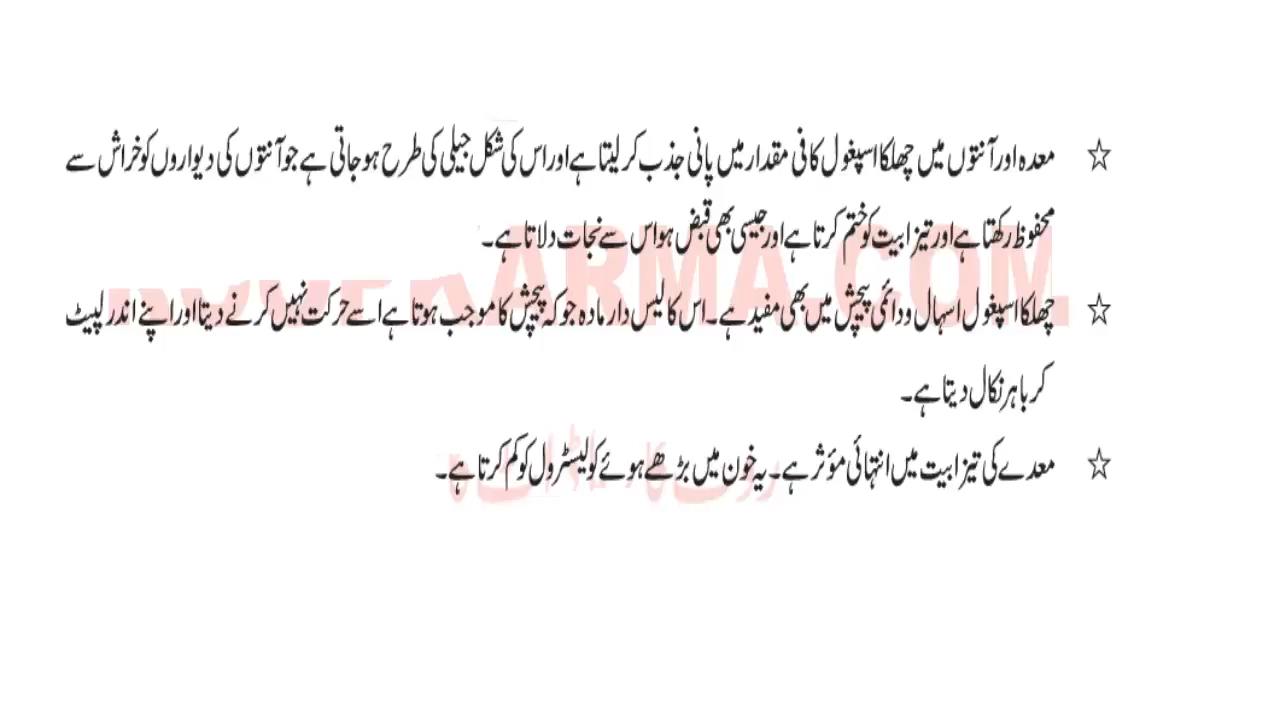 ☆ معدہ اور آنتوں میں چھلکا اسپغول کافی مقدار میں پانی جذب کر لیتا ہے اور اس کی شکل جیلی کی طرح ہو جاتی ہے جو آنتوں کی دیواروں کو خراش سے
محفوظ رکھتا ہے اور تیزابیت کو ختم کرتا ہے اور جیسی بھی قبض ہو اس سے نجات دلاتا ہے۔
☆ چھلکا اسپغول اسہال و دائمی پیچش میں بھی مفید ہے۔ اس کا لیس دار مادہ جو کہ پیچش کا موجب ہوتا ہے اسے حرکت نہیں کرنے دیتا اور اپنے اندر لپیٹ
کر باہر نکال دیتا ہے۔
☆ معدے کی تیزابیت میں انتہائی مؤثر ہے۔ یہ خون میں بڑھے ہوئے کولیسٹرول کو کم کرتا ہے۔
ARMA.COM